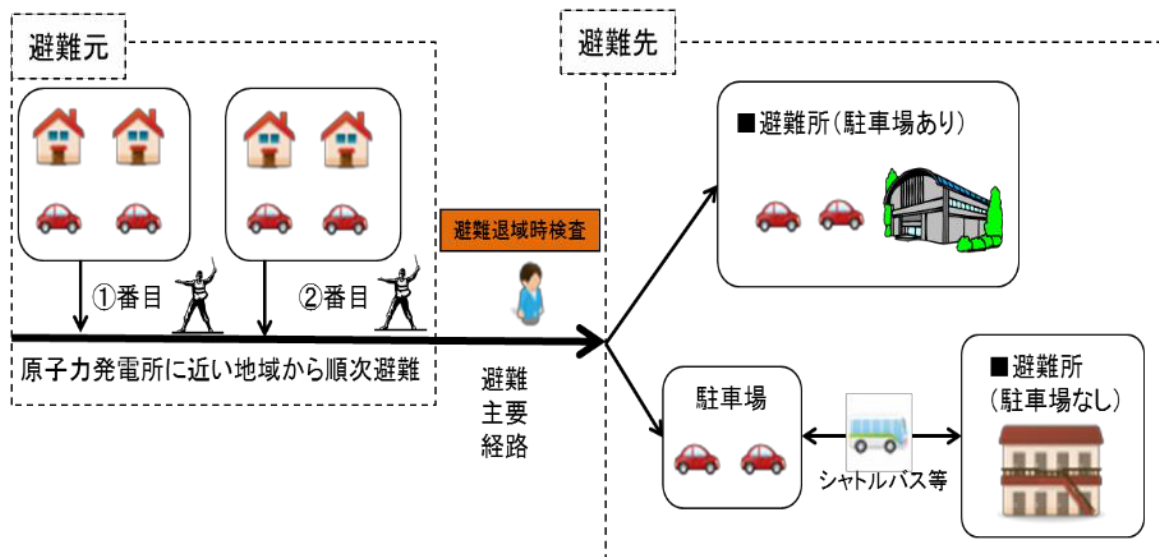 避難元
①番目
②番目
原子力発電所に近い地域から順次避難
避難退域時検査
避難
主要
経路
避難先
■避難所(駐車場あり)
駐車場
シャトルバス等
■避難所
(駐車場なし)